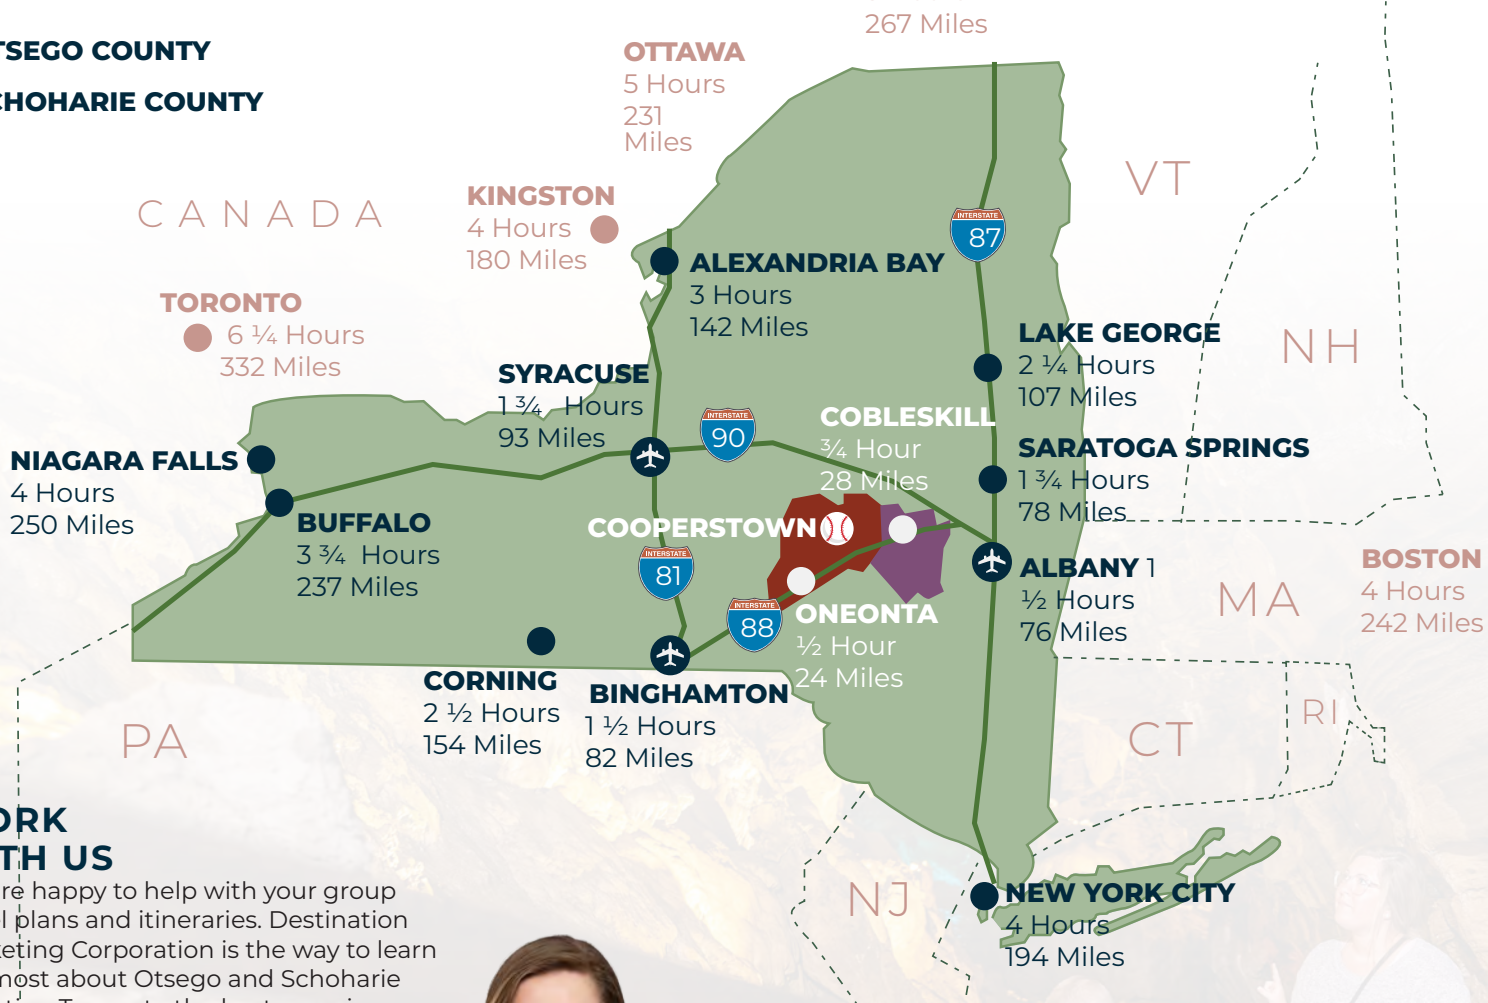 267 Miles
TSEGO COUNTY
CHOHARIE COUNTY
OTTAWA
5 Hours
231
Miles
VT
CANADA
KINGSTON
4 Hours
180 Miles
INTERSTATE
87
ALEXANDRIA BAY
3 Hours
142 Miles
TORONTO
6 ¼ Hours
332 Miles
LAKE GEORGE
2 ¼ Hours
107 Miles
NH
SYRACUSE
1 ¾ Hours
93 Miles
INTERSTATE
90
COBLESKILL
¾ Hour
28 Miles
NIAGARA FALLS
4 Hours
250 Miles
SARATOGA SPRINGS
1 ¾ Hours
78 Miles
BUFFALO
3 ¾ Hours
237 Miles
COOPERSTOWN
INTERSTATE
81
ALBANY 1
½ Hours
76 Miles
MA
BOSTON
4 Hours
242 Miles
INTERSTATE
88
ONEONTA
½ Hour
24 Miles
CORNING
2 ½ Hours
154 Miles
BINGHAMTON
1 ½ Hours
82 Miles
PA
CT
RI
ORK
TH US
re happy to help with your group
l plans and itineraries. Destination
keting Corporation is the way to learn
most about Otsego and Schoharie
NJ
NEW YORK CITY
4 Hours
194 Miles